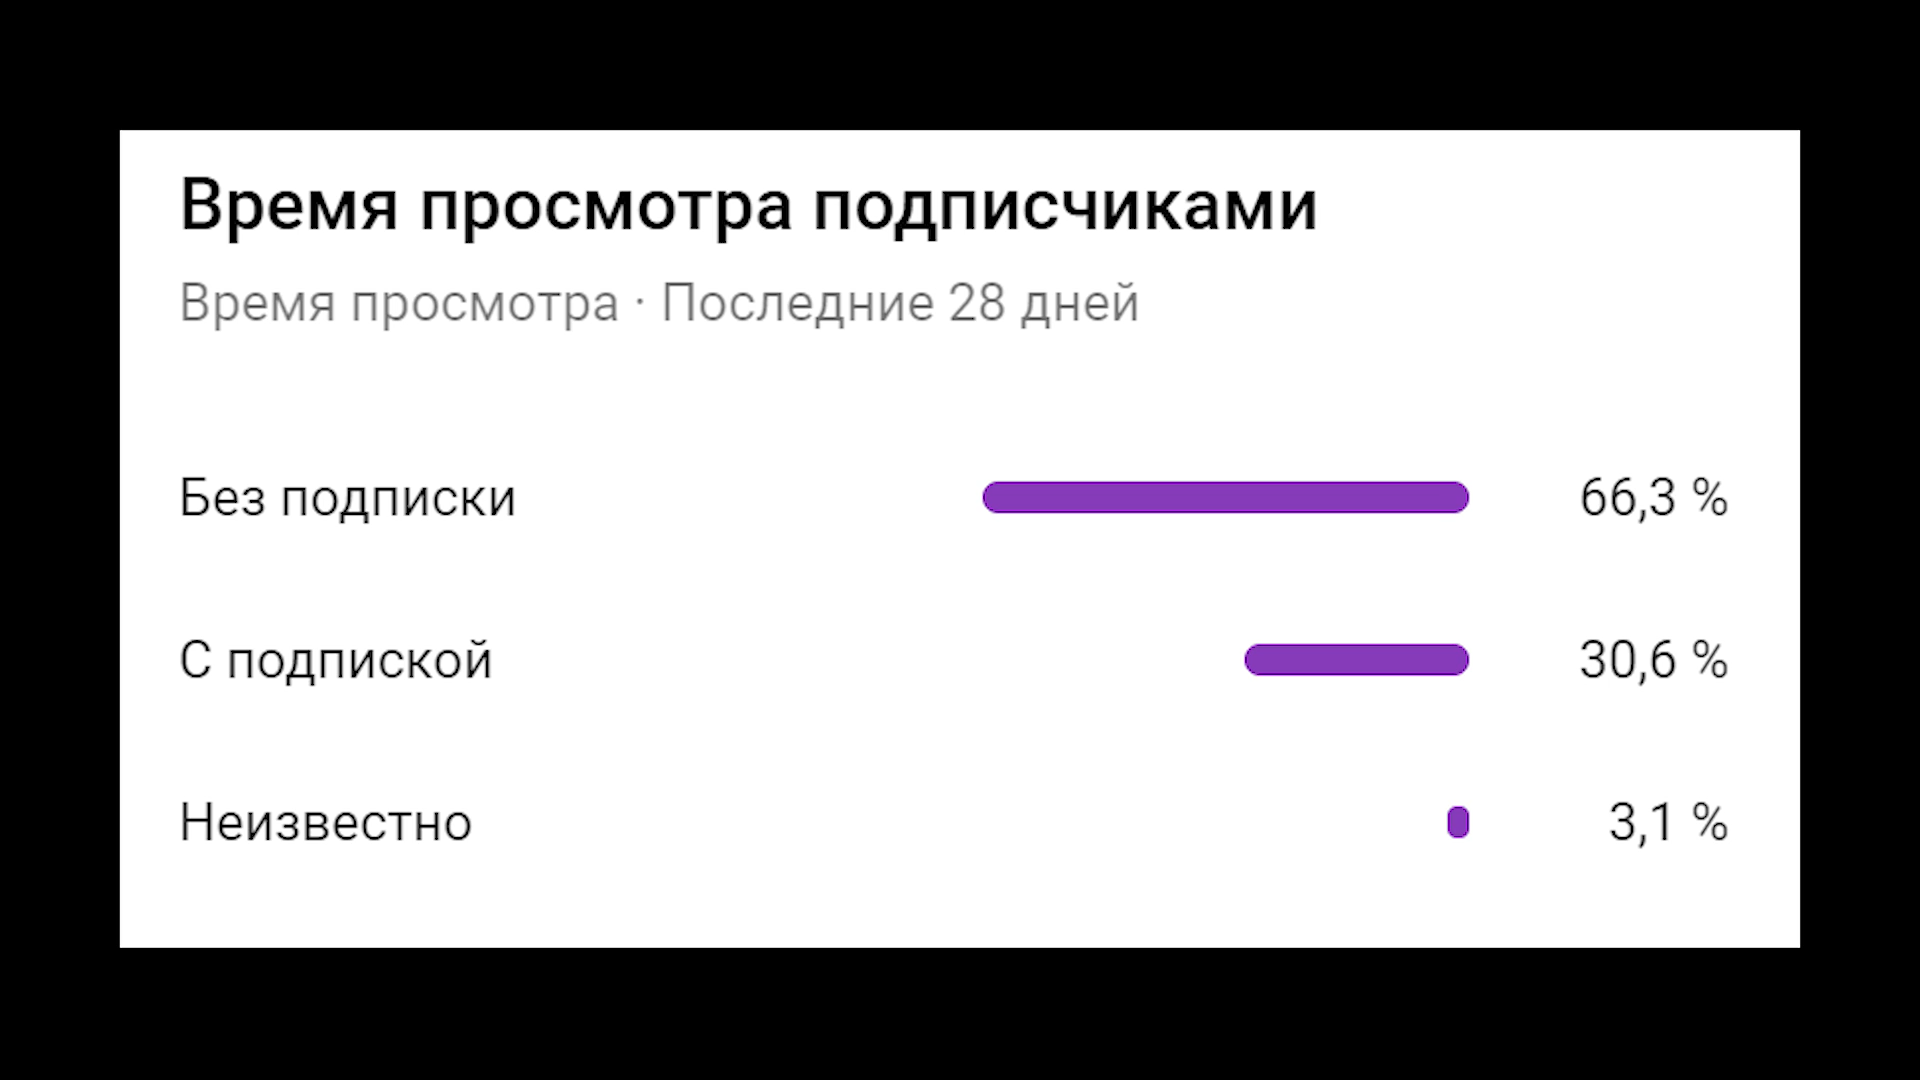 Время просмотра подписчиками
Время просмотра · Последние 28 дней
Без подписки 66,3 %
С подпиской 30,6 %
Неизвестно 3,1 %